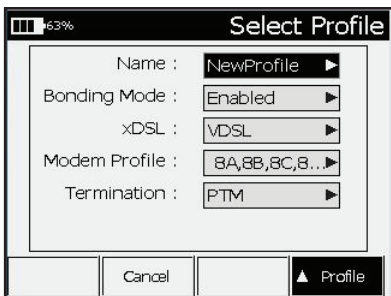 63% Select Profile
Name : NewProfile
Bonding Mode : Enabled
xDSL : VDSL
Modem Profile : 8A,8B,8C,8...
Termination : PTM
Cancel Profile